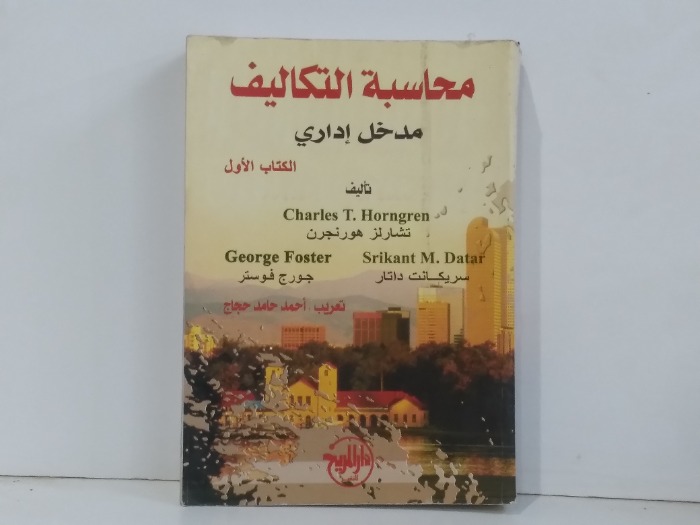 محاسبة التكاليف
مدخل إداري
الكتاب الأول
تأليف
Charles T. Horngren
تشارلز هورنجرن
George Foster Srikant M. Datar
جورج فوستر سريكانت داتار
تعريب: أحمد حامد حجاج
دار المريخ